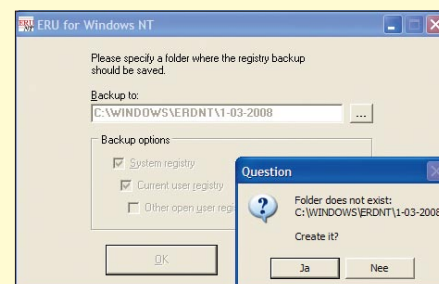 ERU for Windows NT
Please specify a folder where the registry backup
should be saved.
Backup to:
C:\WINDOWS\ERDNT\1-03-2008
...
Backup options
System registry
Current user registry
Other open user regi
OK
Question
Folder does not exist:
C:\WINDOWS\ERDNT\1-03-2008
Create it?
Ja
Nee